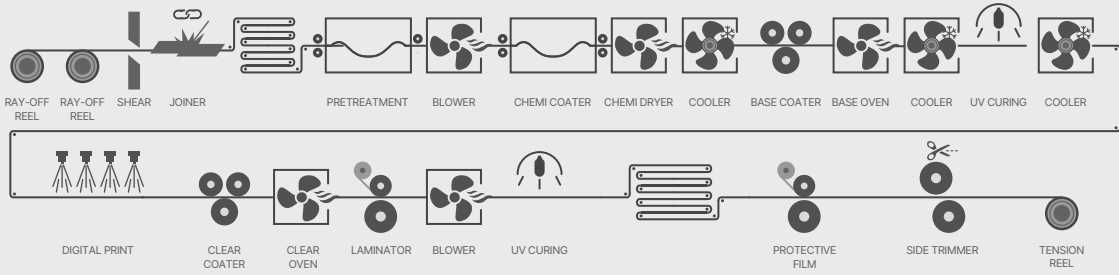 RAY-OFF REEL
RAY-OFF REEL
SHEAR
JOINER
PRETREATMENT
BLOWER
CHEMI COATER
CHEMI DRYER
COOLER
BASE COATER
BASE OVEN
COOLER
UV CURING
COOLER
DIGITAL PRINT
CLEAR
COATER
CLEAR
OVEN
LAMINATOR
BLOWER
UV CURING
PROTECTIVE
FILM
SIDE TRIMMER
TENSION
REEL